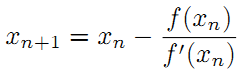 x_{n+1} = x_n - \frac{f(x_n)}{f'(x_n)}